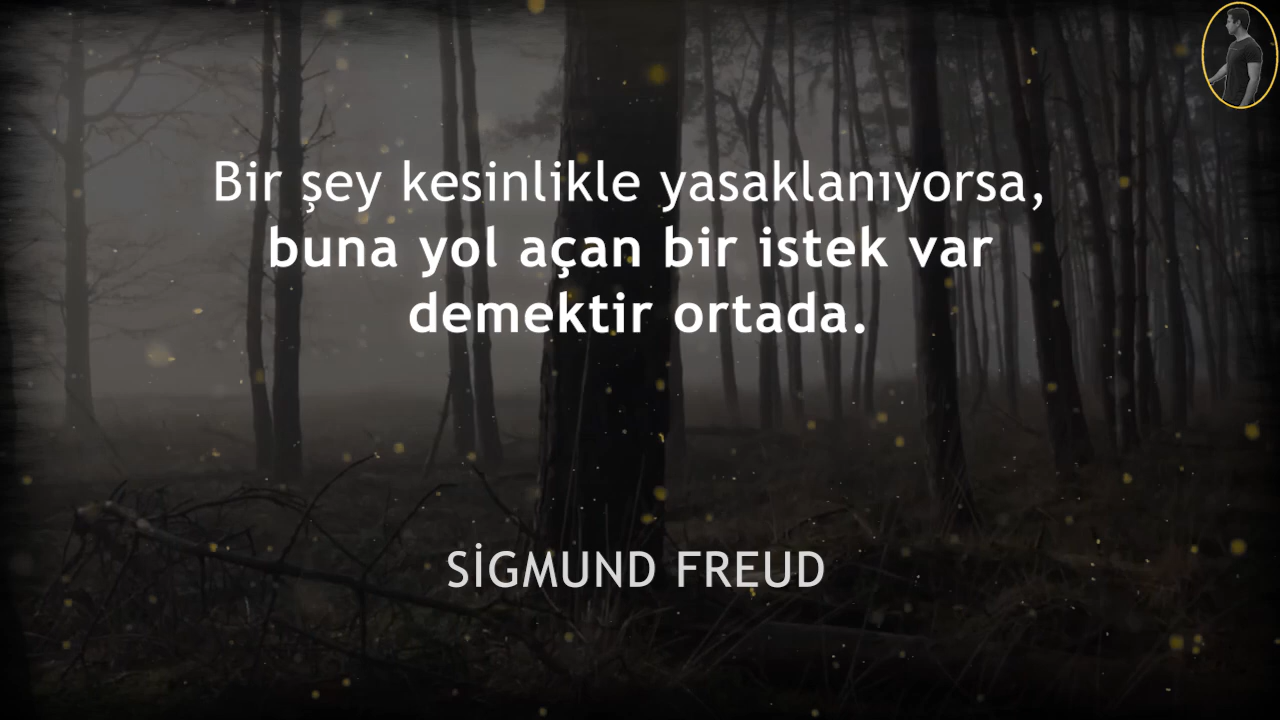 Bir şey kesinlikle yasaklanıyorsa,
buna yol açan bir istek var
demektir ortada.
SİGMUND FREUD